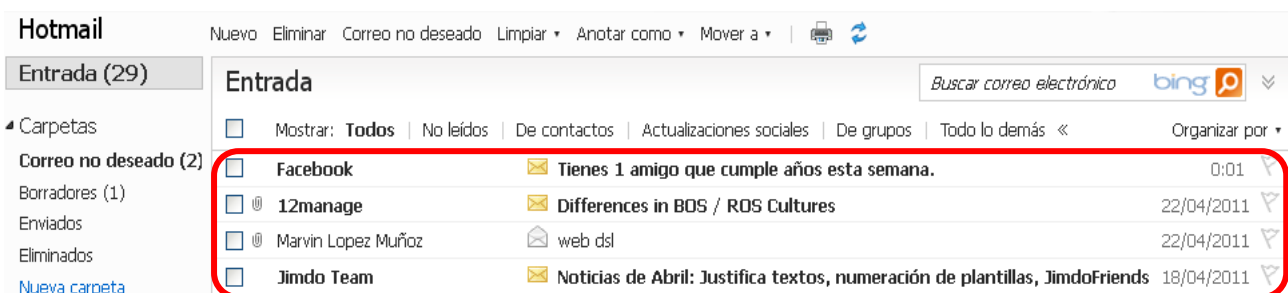 Hotmail
Nuevo Eliminar Correo no deseado Limpiar Anotar como Mover a
Entrada (29)
Entrada
Buscar correo electrónico bing
Carpetas
Mostrar: Todos | No leídos | De contactos | Actualizaciones sociales | De grupos | Todo lo demás «
Organizar por
Correo no deseado (2)
Borradores (1)
Enviados
Eliminados
Nueva carpeta
Facebook Tienes 1 amigo que cumple años esta semana. 0:01
12manage Differences in BOS / ROS Cultures 22/04/2011
Marvin Lopez Muñoz web dsl 22/04/2011
Jimdo Team Noticias de Abril: Justifica textos, numeración de plantillas, JimdoFriends 18/04/2011